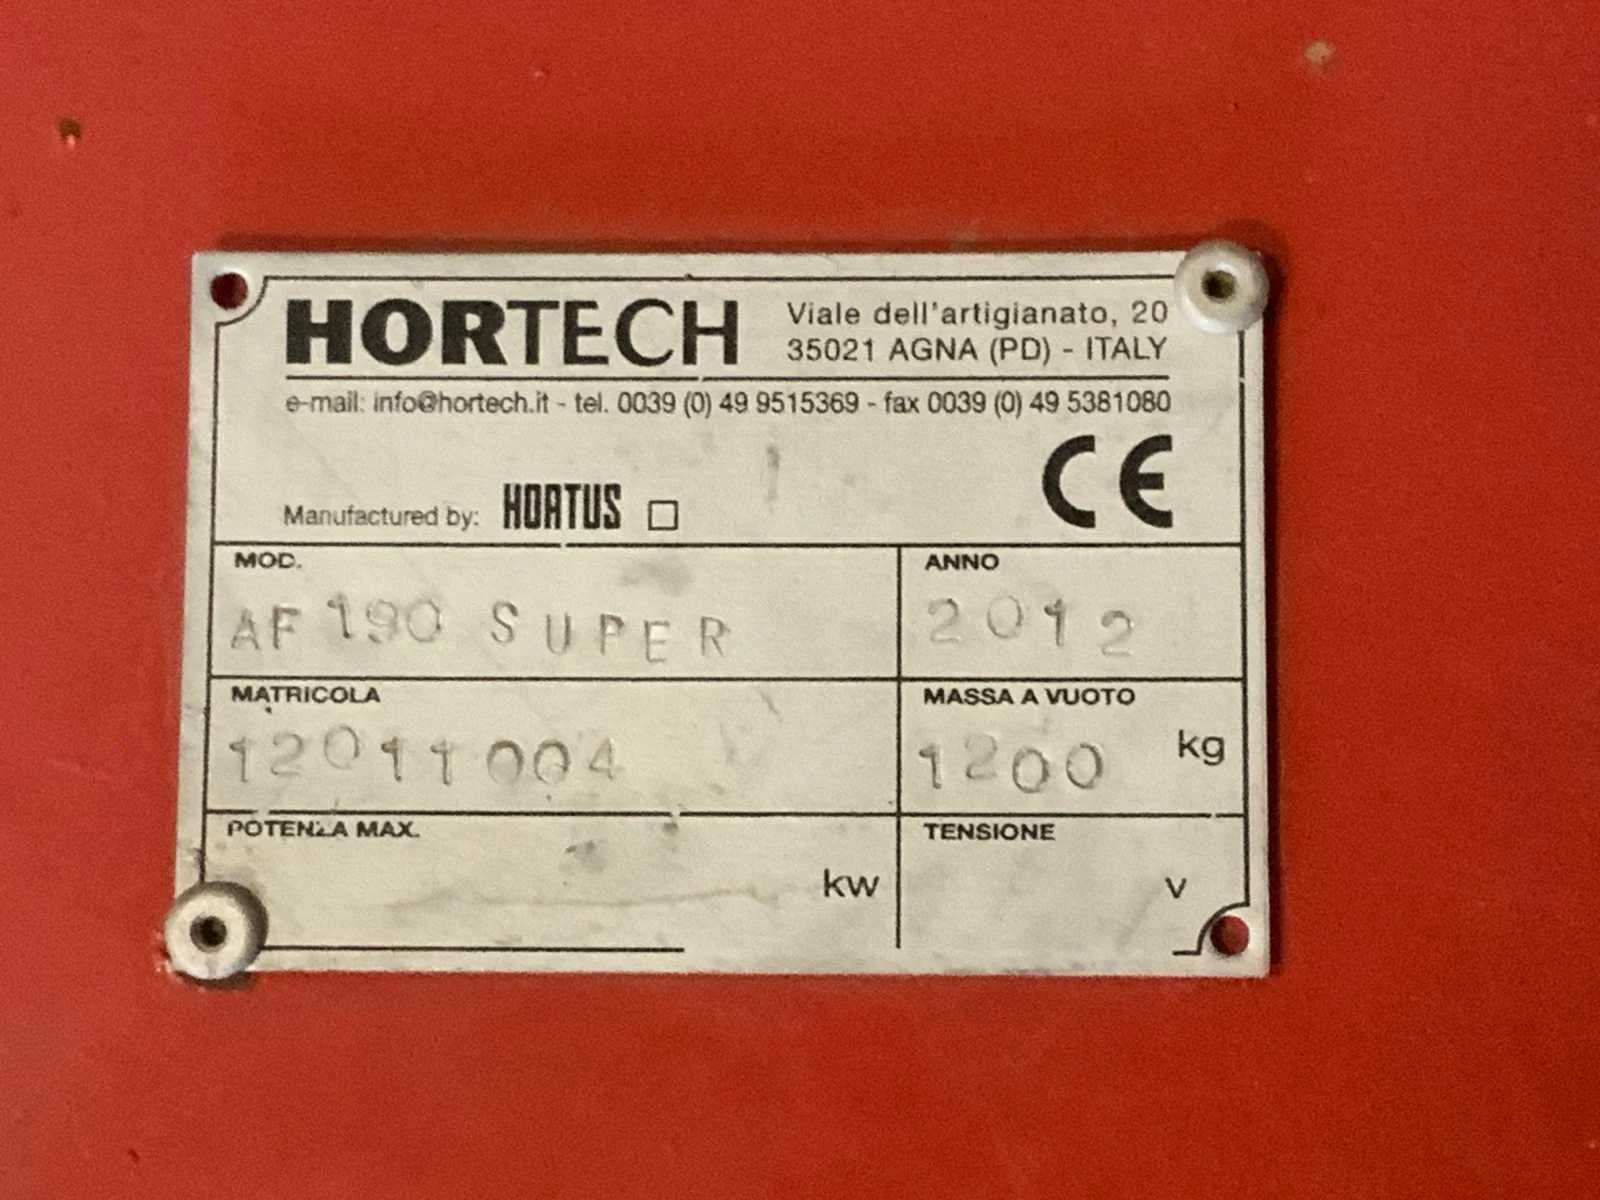 HORTECH
Viale dell'artigianato, 20
35021 AGNA (PD) - ITALY
e-mail: info@hortech.it - tel. 0039 (0) 49 9515369 - fax 0039 (0) 49 5381080
CE
Manufactured by: HORTUS
MOD.
AF 190 SUPER
ANNO
2012
MATRICOLA
12011004
MASSA A VUOTO
1200 kg
POTENZA MAX.
kw
TENSIONE
V